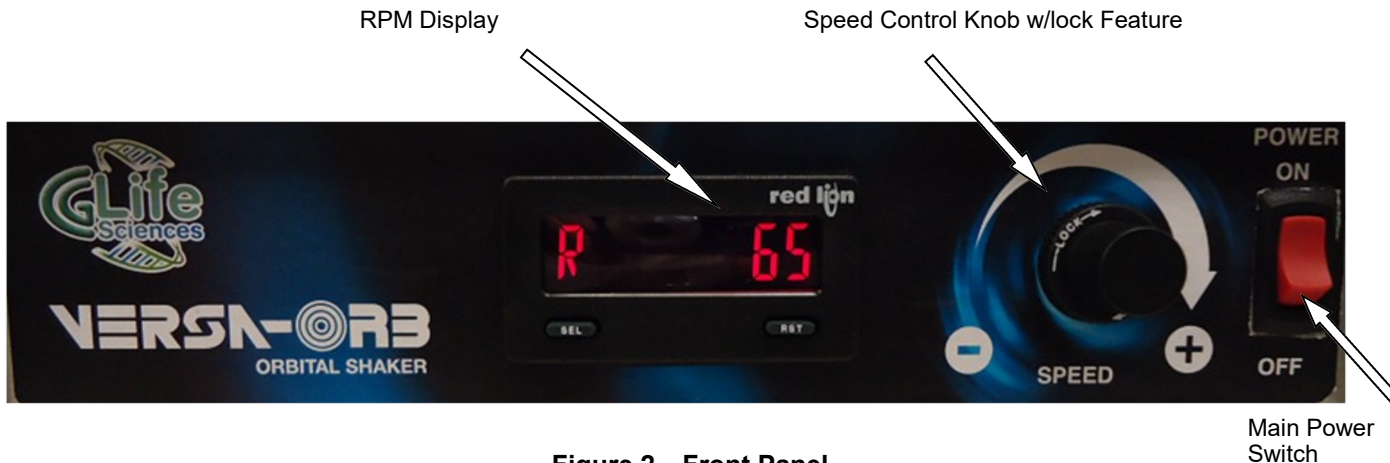 RPM Display
Speed Control Knob w/lock Feature
POWER
ON
GLife
Sciences
red lion
LOCK
R 65
VERSA-ORB
ORBITAL SHAKER
SEL
RST
-
+
SPEED
OFF
Main Power
Switch
Figure 2 Front Panel